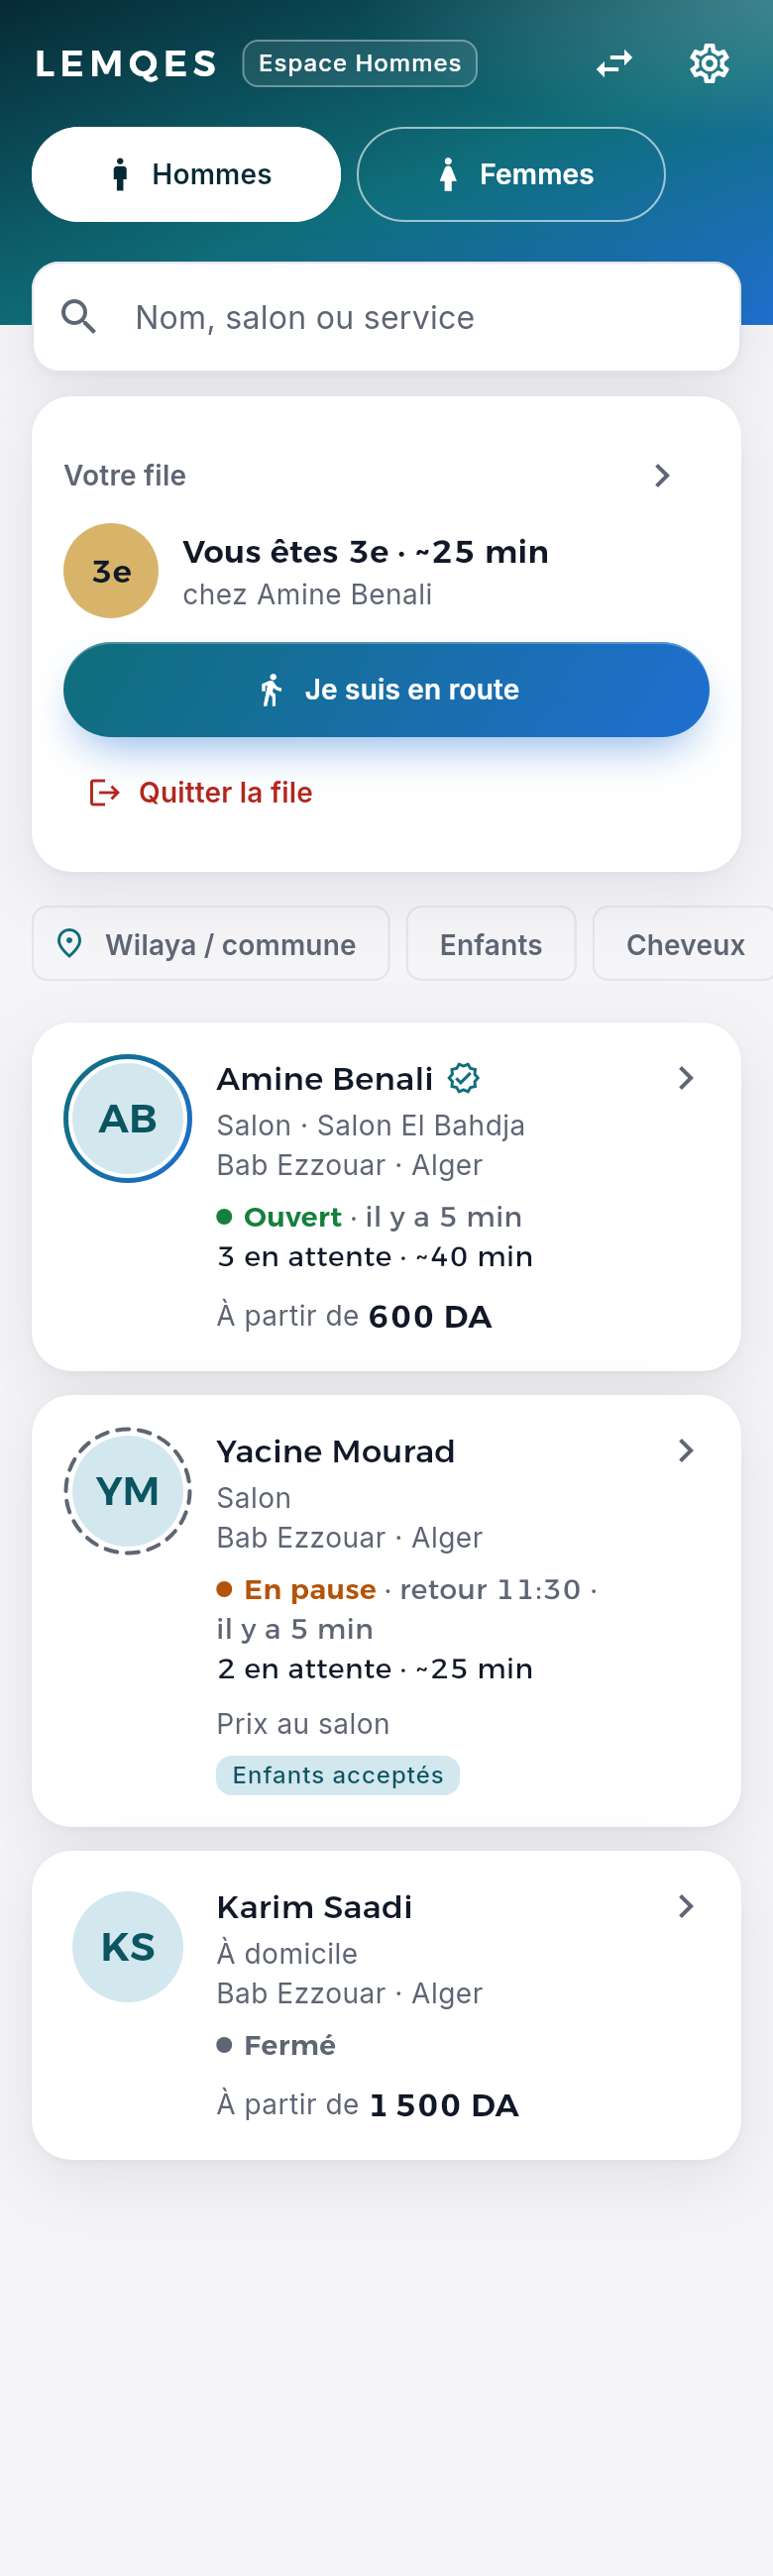 LEMQES
Espace Hommes
Hommes
Femmes
Nom, salon ou service
Votre file
3e
Vous êtes 3e · ~25 min
chez Amine Benali
Je suis en route
Quitter la file
Wilaya / commune
Enfants
Cheveux
AB
Amine Benali
Salon · Salon El Bahdja
Bab Ezzouar · Alger
Ouvert · il y a 5 min
3 en attente · ~40 min
À partir de 600 DA
YM
Yacine Mourad
Salon
Bab Ezzouar · Alger
En pause · retour 11:30 ·
il y a 5 min
2 en attente · ~25 min
Prix au salon
Enfants acceptés
KS
Karim Saadi
À domicile
Bab Ezzouar · Alger
Fermé
À partir de 1 500 DA